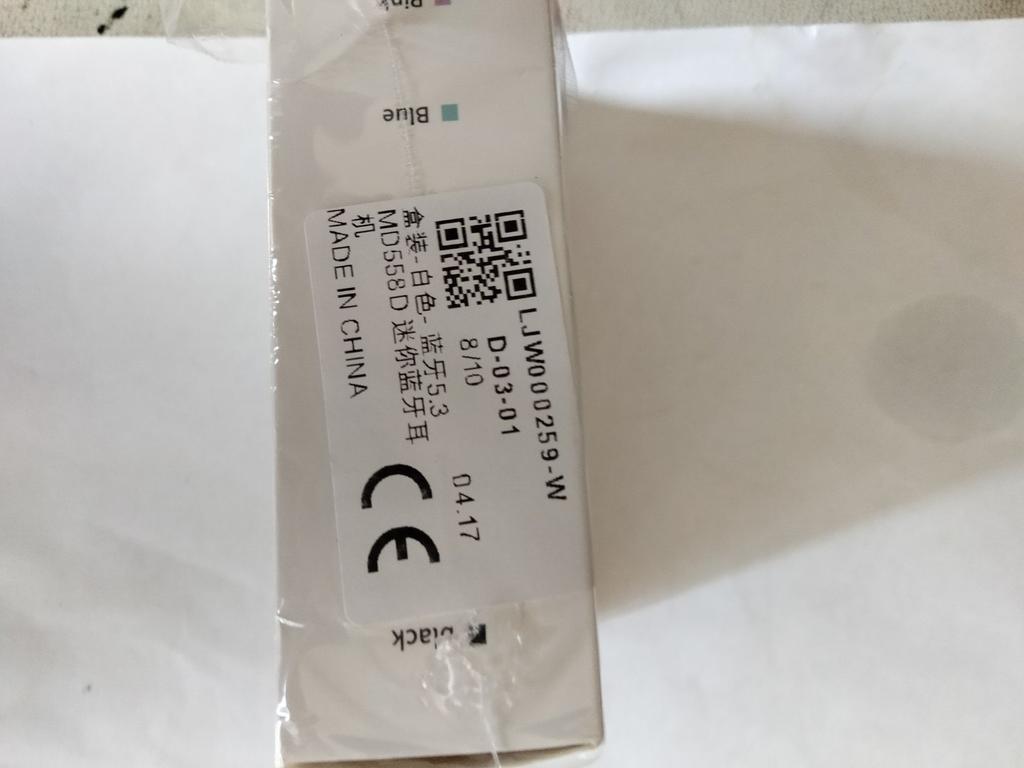 LJW000259-W
D-03-01
8/10 04.17
盒装-白色-蓝牙5.3
MD558D 迷你蓝牙耳
机
MADE IN CHINA
CE
Pink
Blue
black